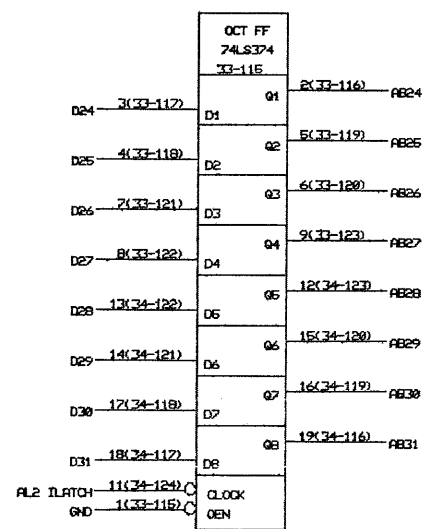 OCT FF
74LS374
33-115
Q1 2(33-116) AB24
D24 3(33-117) D1
Q2 5(33-119) AB25
D25 4(33-118) D2
Q3 6(33-120) AB26
D26 7(33-121) D3
Q4 9(33-123) AB27
D27 8(33-122) D4
Q5 12(34-123) AB28
D28 13(34-122) D5
Q6 15(34-120) AB29
D29 14(34-121) D6
Q7 16(34-119) AB30
D30 17(34-118) D7
Q8 19(34-116) AB31
D31 18(34-117) D8
AL2 ILATCH 11(34-124) CLOCK
GND 1(33-115) OEN